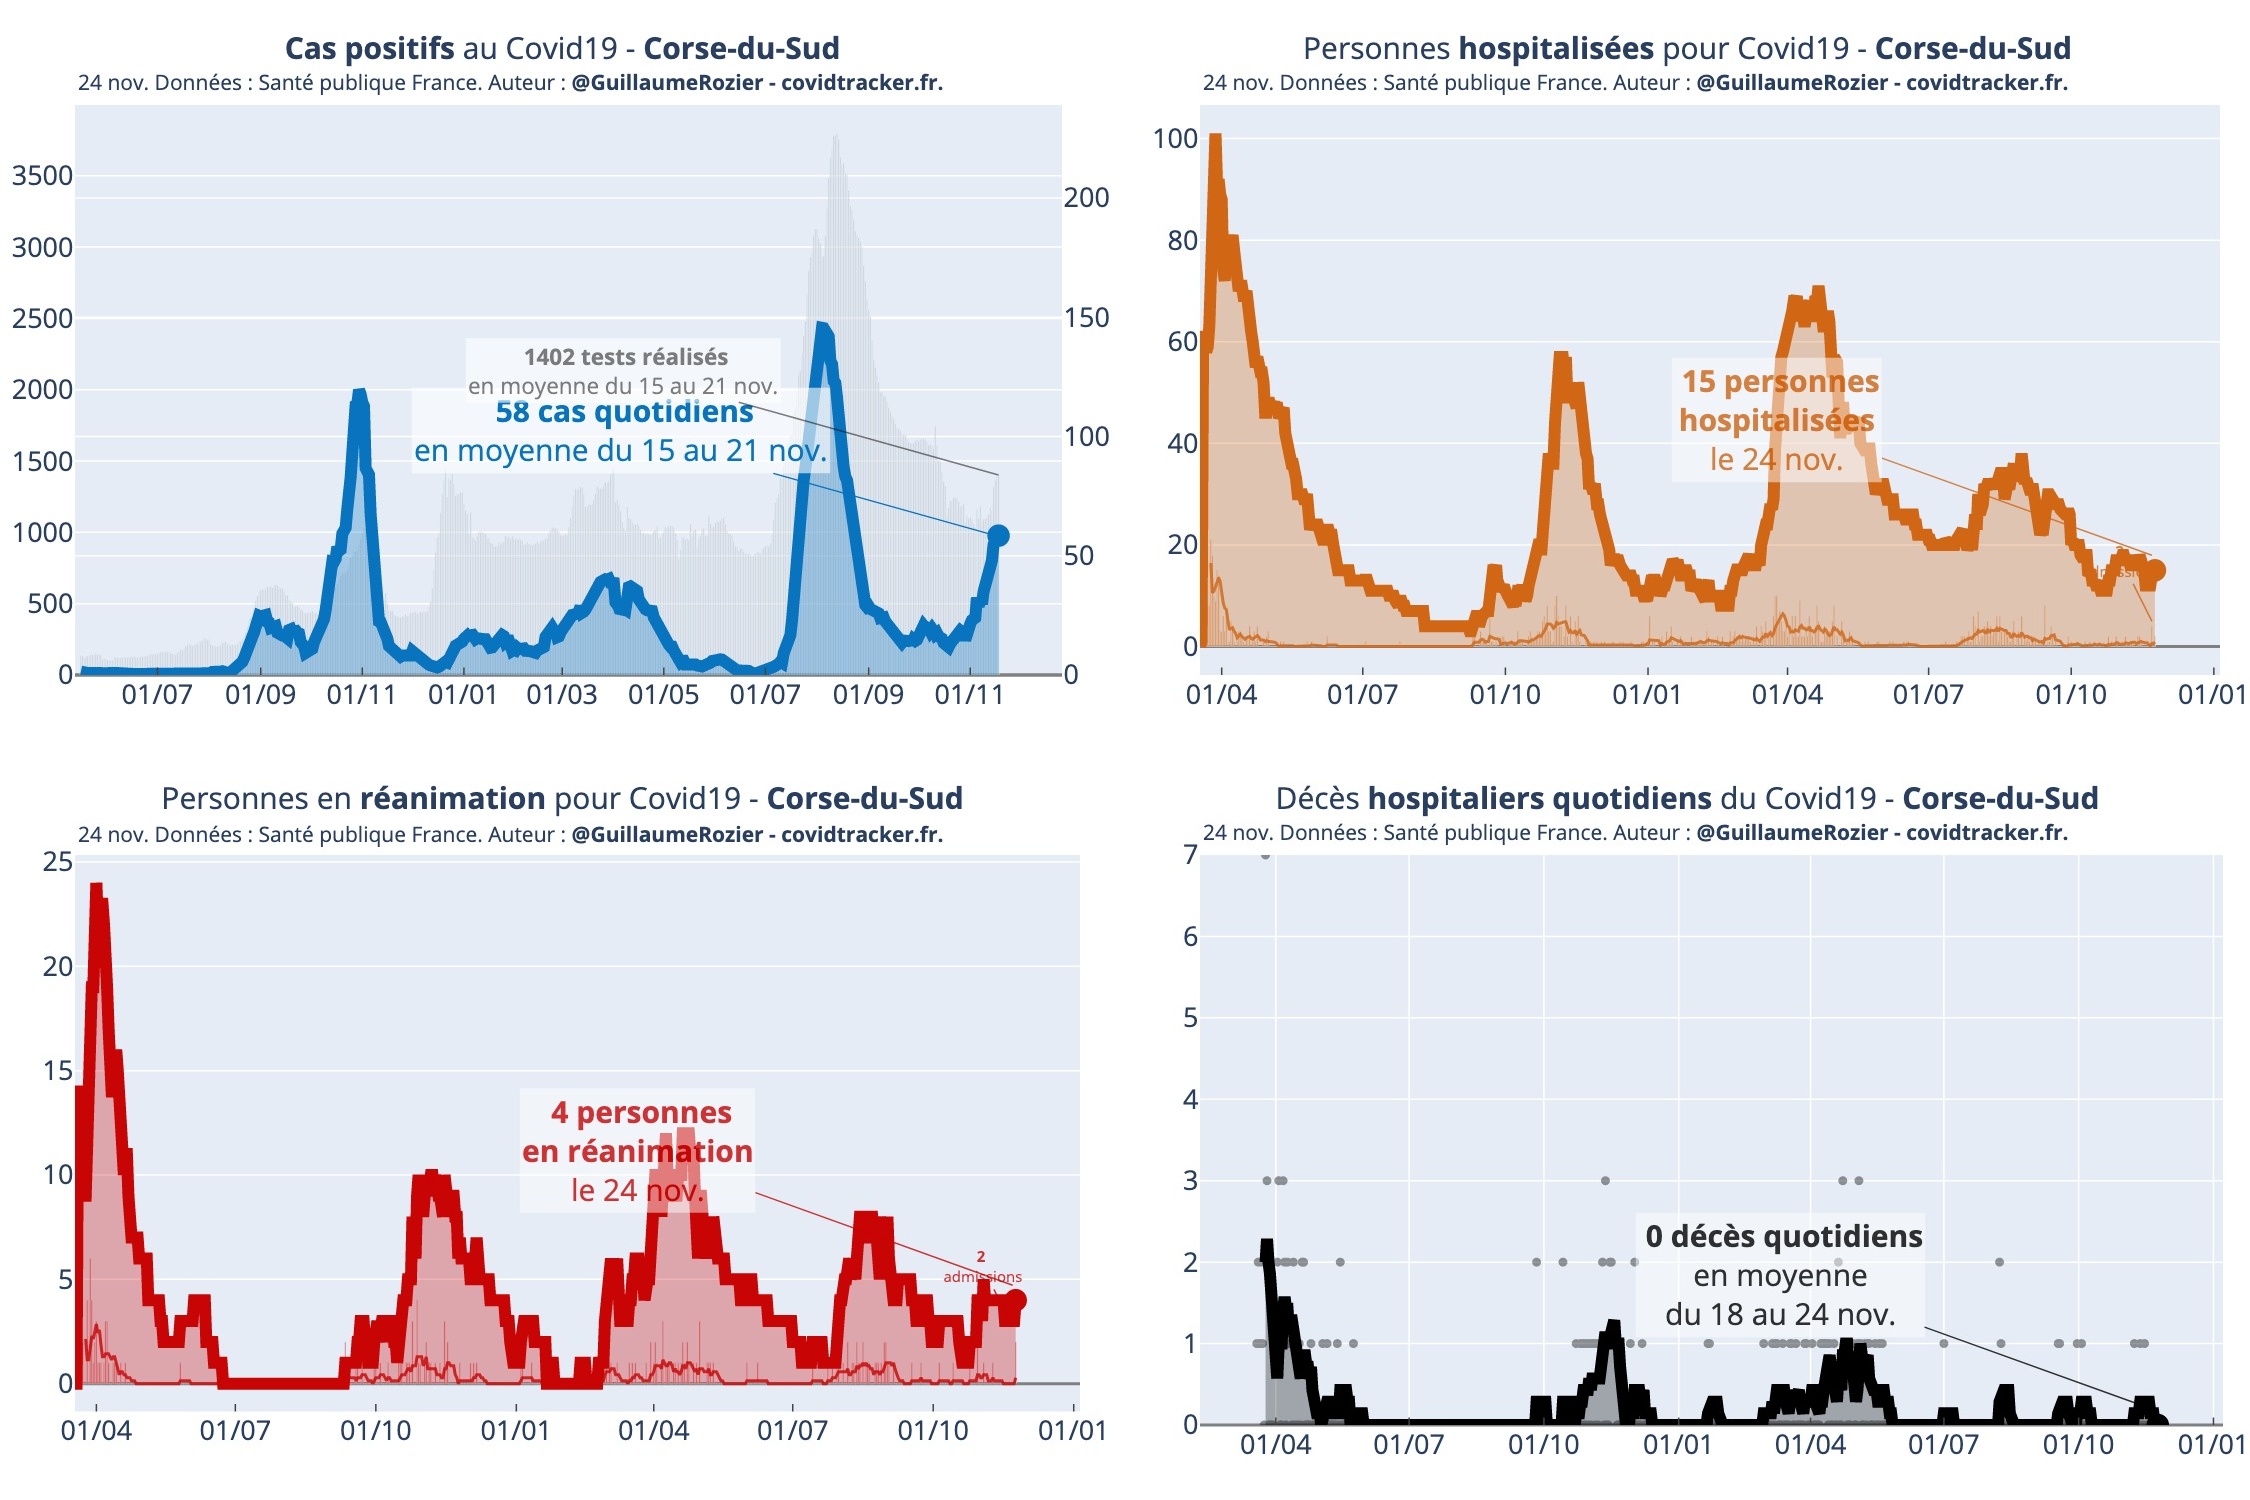 Cas positifs au Covid19 - Corse-du-Sud
24 nov. Données : Santé publique France. Auteur : @GuillaumeRozier - covidtracker.fr.
3500
3000
2500
2000
1500
1000
500
0
200
150
100
50
0
1402 tests réalisés
en moyenne du 15 au 21 nov.
58 cas quotidiens
en moyenne du 15 au 21 nov.
01/07 01/09 01/11 01/01 01/03 01/05 01/07 01/09 01/11
Personnes hospitalisées pour Covid19 - Corse-du-Sud
24 nov. Données : Santé publique France. Auteur : @GuillaumeRozier - covidtracker.fr.
100
80
60
40
20
0
15 personnes
hospitalisées
le 24 nov.
01/04 01/07 01/10 01/01 01/04 01/07 01/10 01/01
Personnes en réanimation pour Covid19 - Corse-du-Sud
24 nov. Données : Santé publique France. Auteur : @GuillaumeRozier - covidtracker.fr.
25
20
15
10
5
0
4 personnes
en réanimation
le 24 nov.
2
admissions
01/04 01/07 01/10 01/01 01/04 01/07 01/10 01/01
Décès hospitaliers quotidiens du Covid19 - Corse-du-Sud
24 nov. Données : Santé publique France. Auteur : @GuillaumeRozier - covidtracker.fr.
7
6
5
4
3
2
1
0
0 décès quotidiens
en moyenne
du 18 au 24 nov.
01/04 01/07 01/10 01/01 01/04 01/07 01/10 01/01